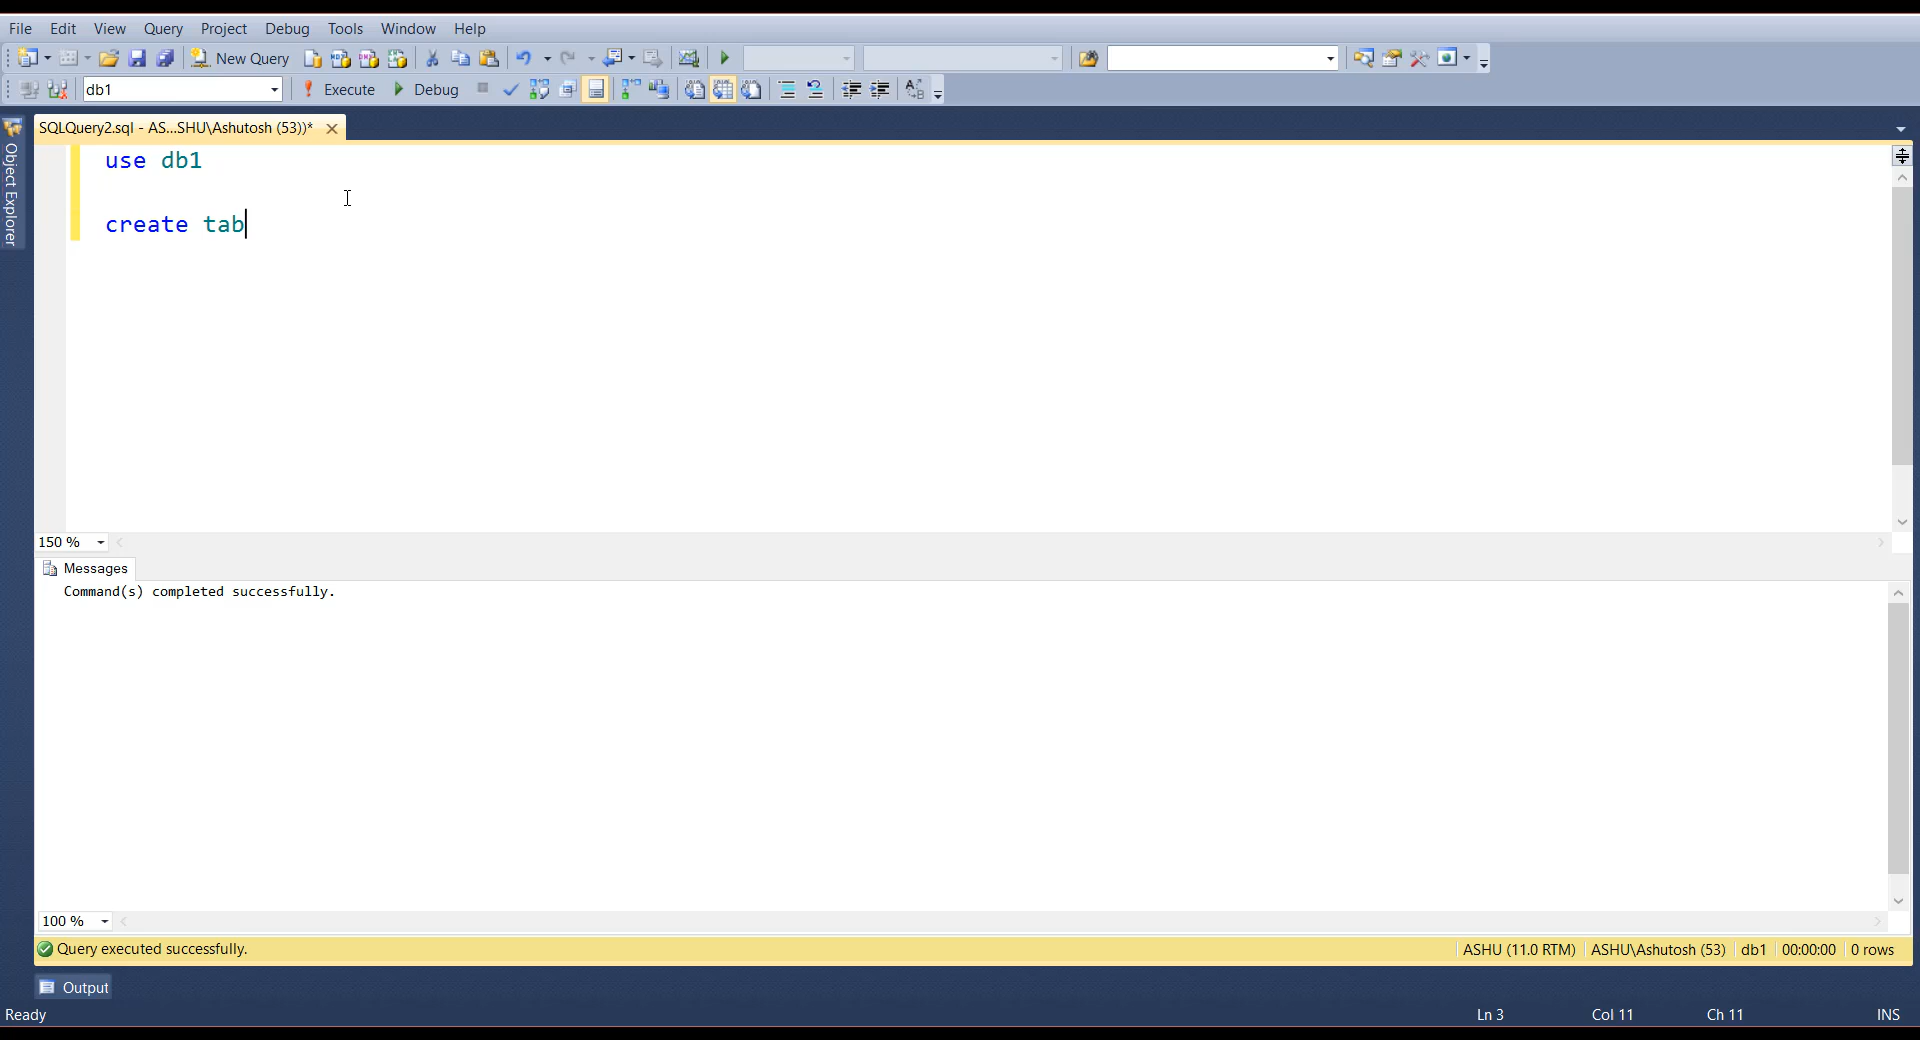 File Edit View Query Project Debug Tools Window Help
New Query
db1 Execute Debug
SQLQuery2.sql - AS...SHU\Ashutosh (53))*
Object Explorer
use db1
create tab
150 %
Messages
Command(s) completed successfully.
100 %
Query executed successfully. ASHU (11.0 RTM) ASHU\Ashutosh (53) db1 00:00:00 0 rows
Output
Ready Ln 3 Col 11 Ch 11 INS